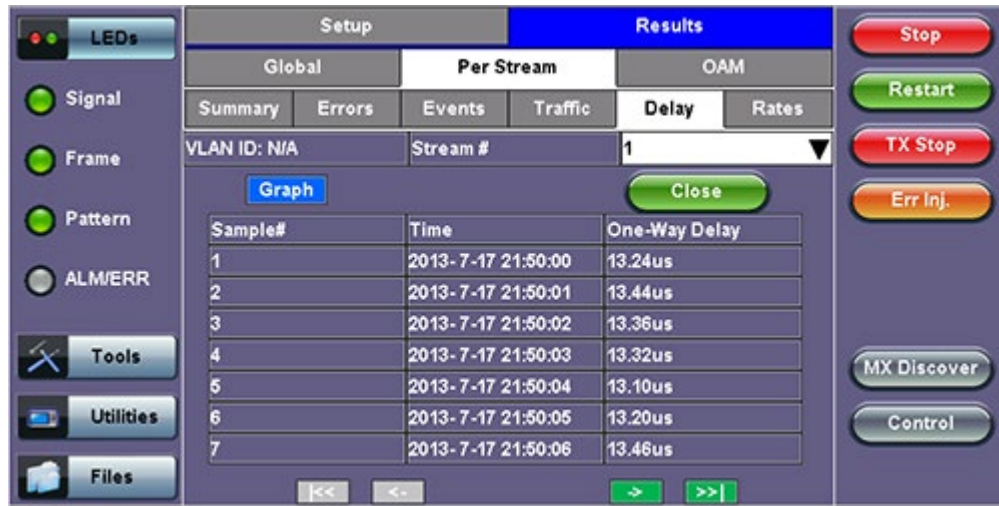 LEDs
Setup
Results
Stop
Global
Per Stream
OAM
Signal
Restart
Summary
Errors
Events
Traffic
Delay
Rates
VLAN ID: N/A
Stream #
1
TX Stop
Frame
Graph
Close
Err Inj.
Pattern
Sample#
Time
One-Way Delay
1
2013- 7-17 21:50:00
13.24us
ALM/ERR
2
2013- 7-17 21:50:01
13.44us
3
2013- 7-17 21:50:02
13.36us
Tools
4
2013- 7-17 21:50:03
13.32us
MX Discover
5
2013- 7-17 21:50:04
13.10us
Utilities
6
2013- 7-17 21:50:05
13.20us
Control
7
2013- 7-17 21:50:06
13.46us
Files
|<<
<-
->
>>|